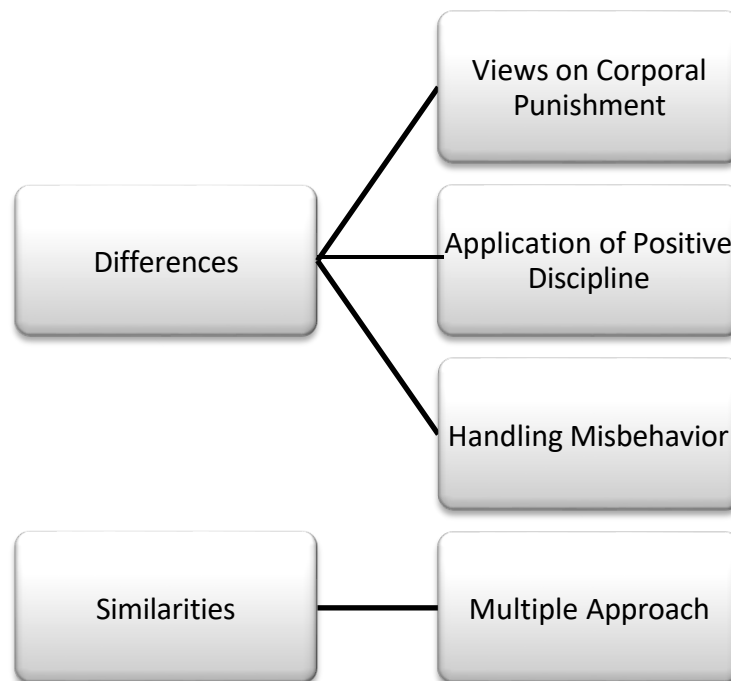 Views on Corporal
Punishment
Differences
Application of Positive
Discipline
Handling Misbehavior
Similarities
Multiple Approach